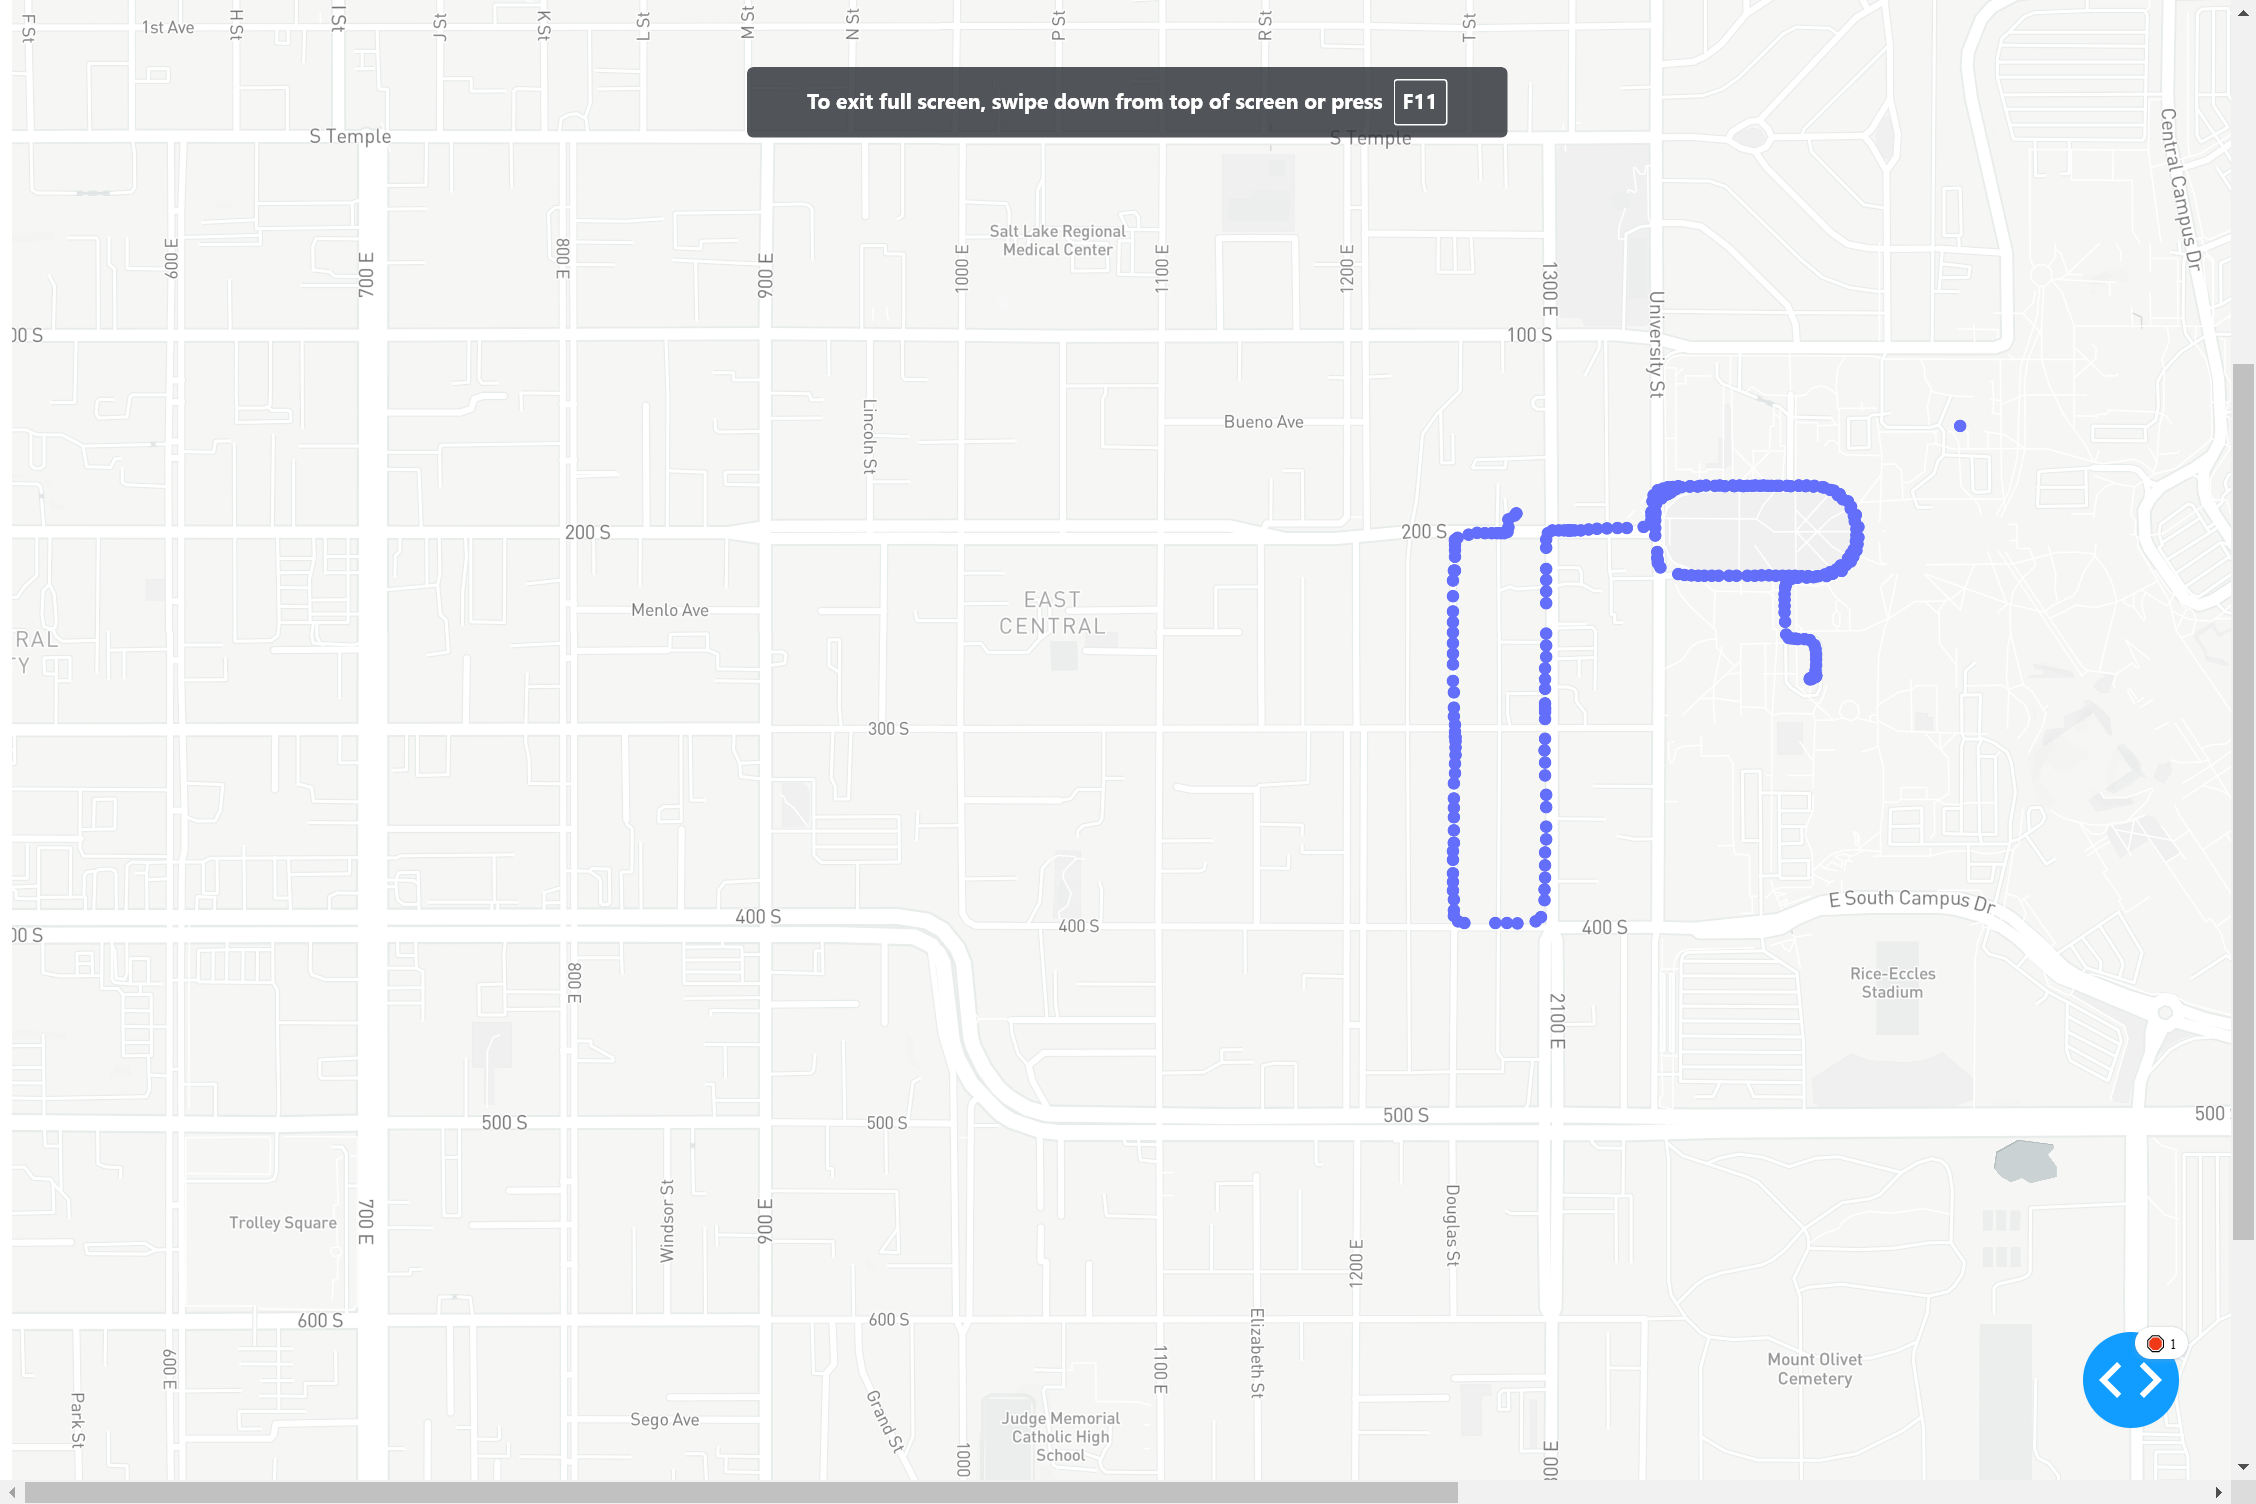 F St
1st Ave
H St
I St
J St
K St
L St
M St
N St
P St
R St
T St
To exit full screen, swipe down from top of screen or press F11
S Temple
S Temple
Central Campus Dr
600 E
700 E
800 E
900 E
1000 E
Salt Lake Regional
Medical Center
1100 E
1200 E
1300 E
University St
00 S
100 S
Lincoln St
Bueno Ave
200 S
200 S
Menlo Ave
EAST
CENTRAL
RAL
TY
300 S
400 S
400 S
400 S
E South Campus Dr
00 S
800 E
Rice-Eccles
Stadium
2100 E
500 S
500 S
500 S
500
Trolley Square
7000 E
Windsor St
900 E
1200 E
Douglas St
600 S
600 S
600 E
Park St
Sego Ave
Grand St
1000
Judge Memorial
Catholic High
School
1100 E
Elizabeth St
Mount Olivet
Cemetery
1